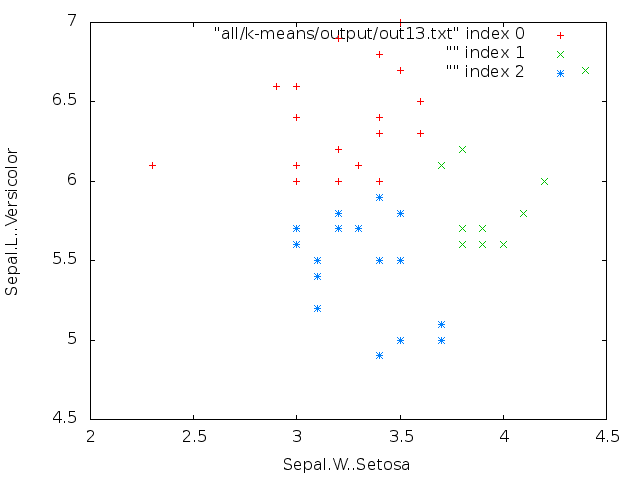 7
"all/k-means/output/out13.txt" index 0
"" index 1
"" index 2
6.5
6
5.5
5
4.5
Sepal.L..Versicolor
2 2.5 3 3.5 4 4.5
Sepal.W..Setosa